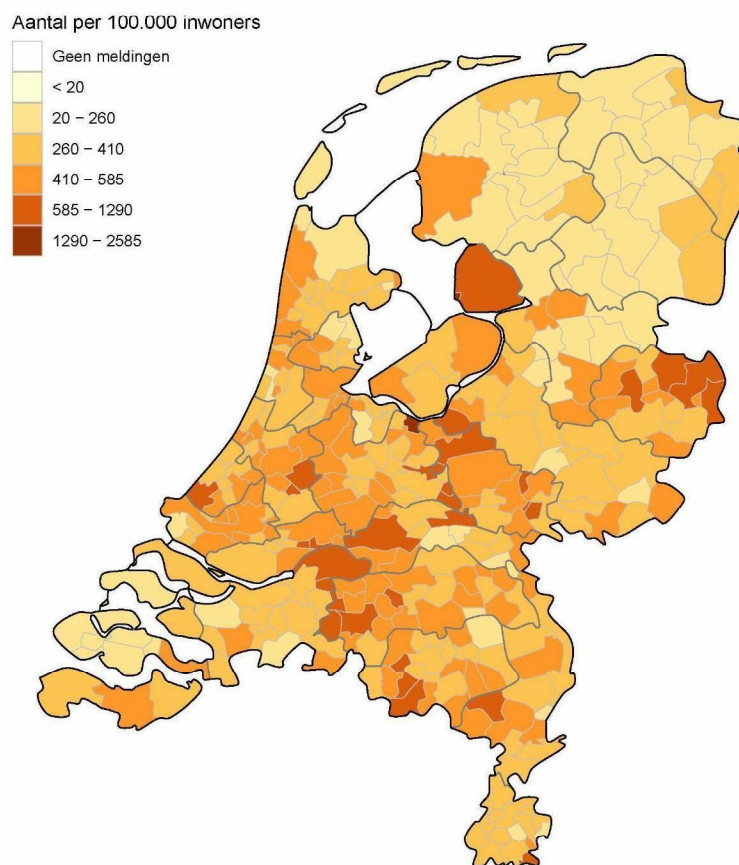 Aantal per 100.000 inwoners
Geen meldingen
< 20
20 – 260
260 – 410
410 – 585
585 – 1290
1290 – 2585